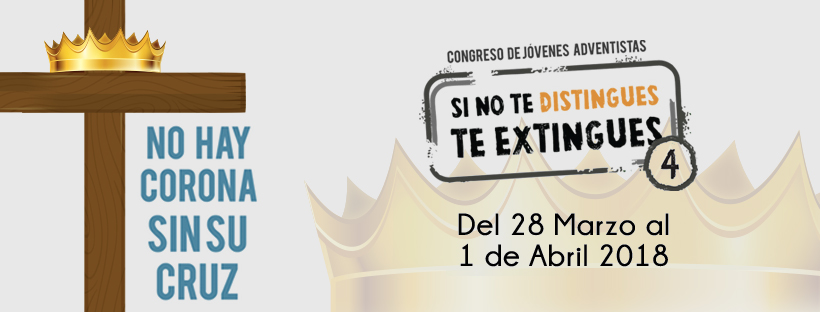 NO HAY
CORONA
SIN SU
CRUZ
CONGRESO DE JÓVENES ADVENTISTAS
SI NO TE DISTINGUES
TE EXTINGUES
4
Del 28 Marzo al
1 de Abril 2018